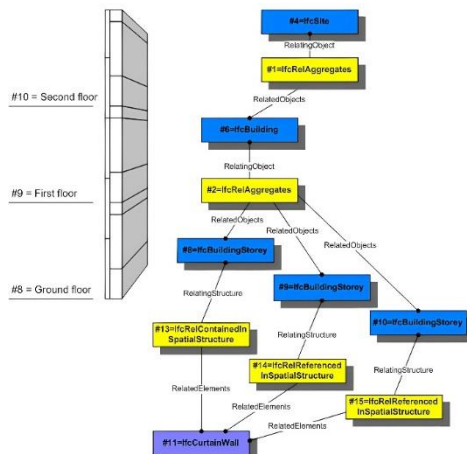 #4=IfcSite
RelatingObject
#1=IfcRelAggregates
#10 = Second floor
RelatedObjects
#6=IfcBuilding
RelatingObject
#9 = First floor
#2=IfcRelAggregates
RelatedObjects
RelatedObjects
RelatedObjects
#8=IfcBuildingStorey
#9=IfcBuildingStorey
#8 = Ground floor
RelatingStructure
#10=IfcBuildingStorey
#13=IfcRelContainedIn
SpatialStructure
RelatingStructure
#14=IfcRelReferenced
InSpatialStructure
RelatingStructure
RelatedElements
#15=IfcRelReferenced
InSpatialStructure
RelatedElements
RelatedElements
#11=IfcCurtainWall